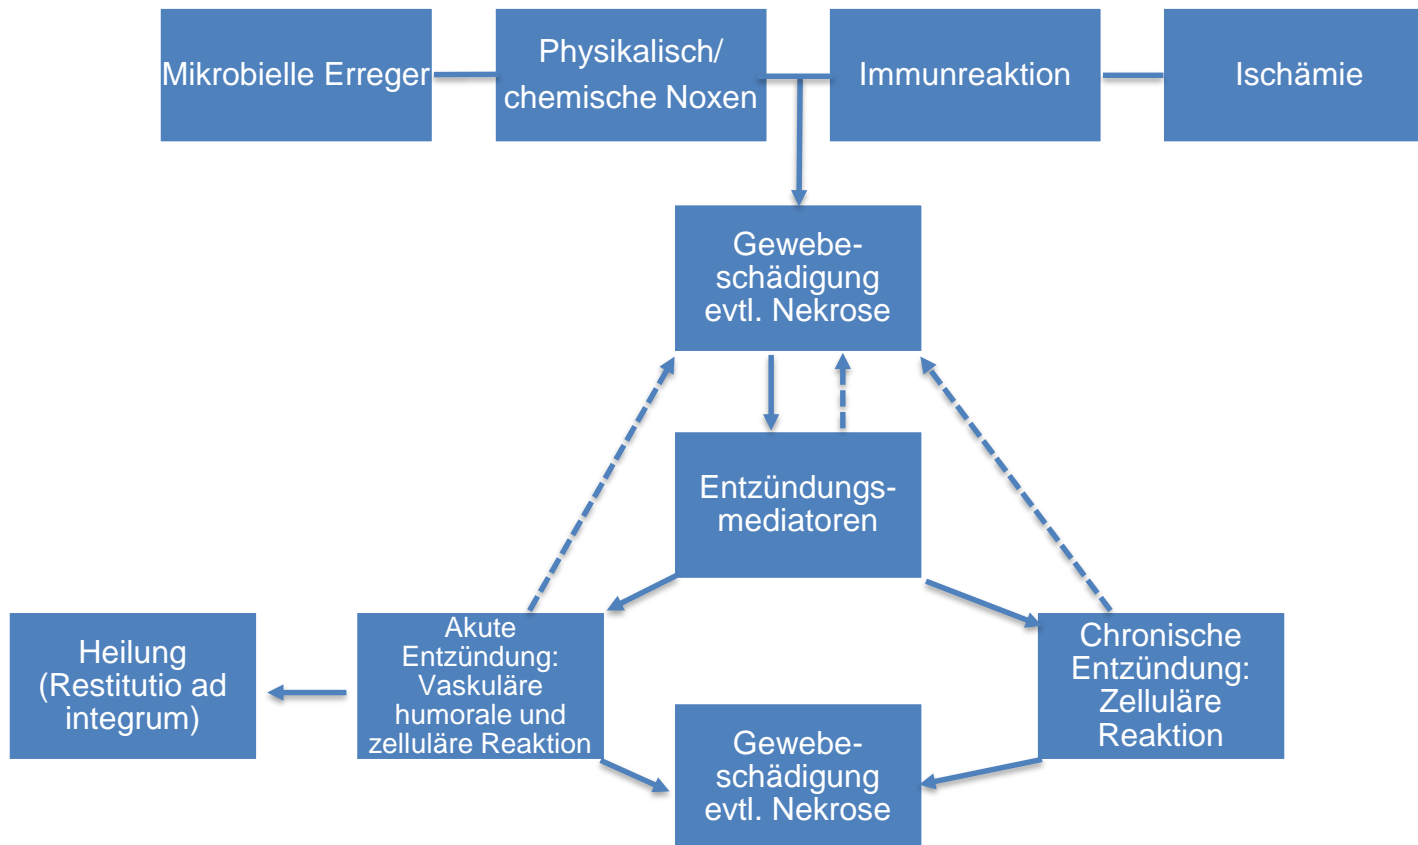 Mikrobielle Erreger
Physikalisch/
chemische Noxen
Immunreaktion
Ischämie
Gewebe-
schädigung
evtl. Nekrose
Entzündungs-
mediatoren
Heilung
(Restitutio ad
integrum)
Akute
Entzündung:
Vaskuläre
humorale und
zelluläre Reaktion
Chronische
Entzündung:
Zelluläre
Reaktion
Gewebe-
schädigung
evtl. Nekrose